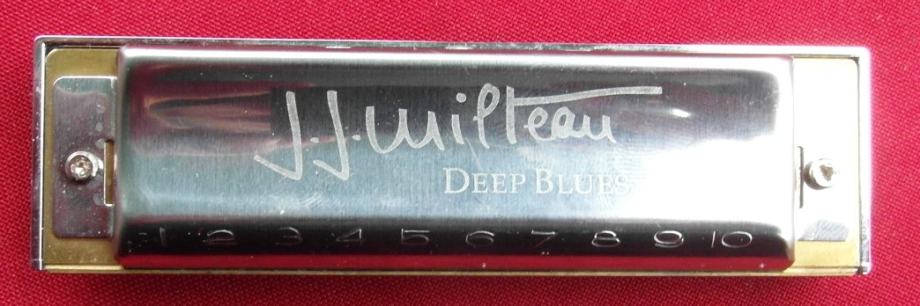 J.J. Milteau
DEEP BLUES
1 2 3 4 5 6 7 8 9 10